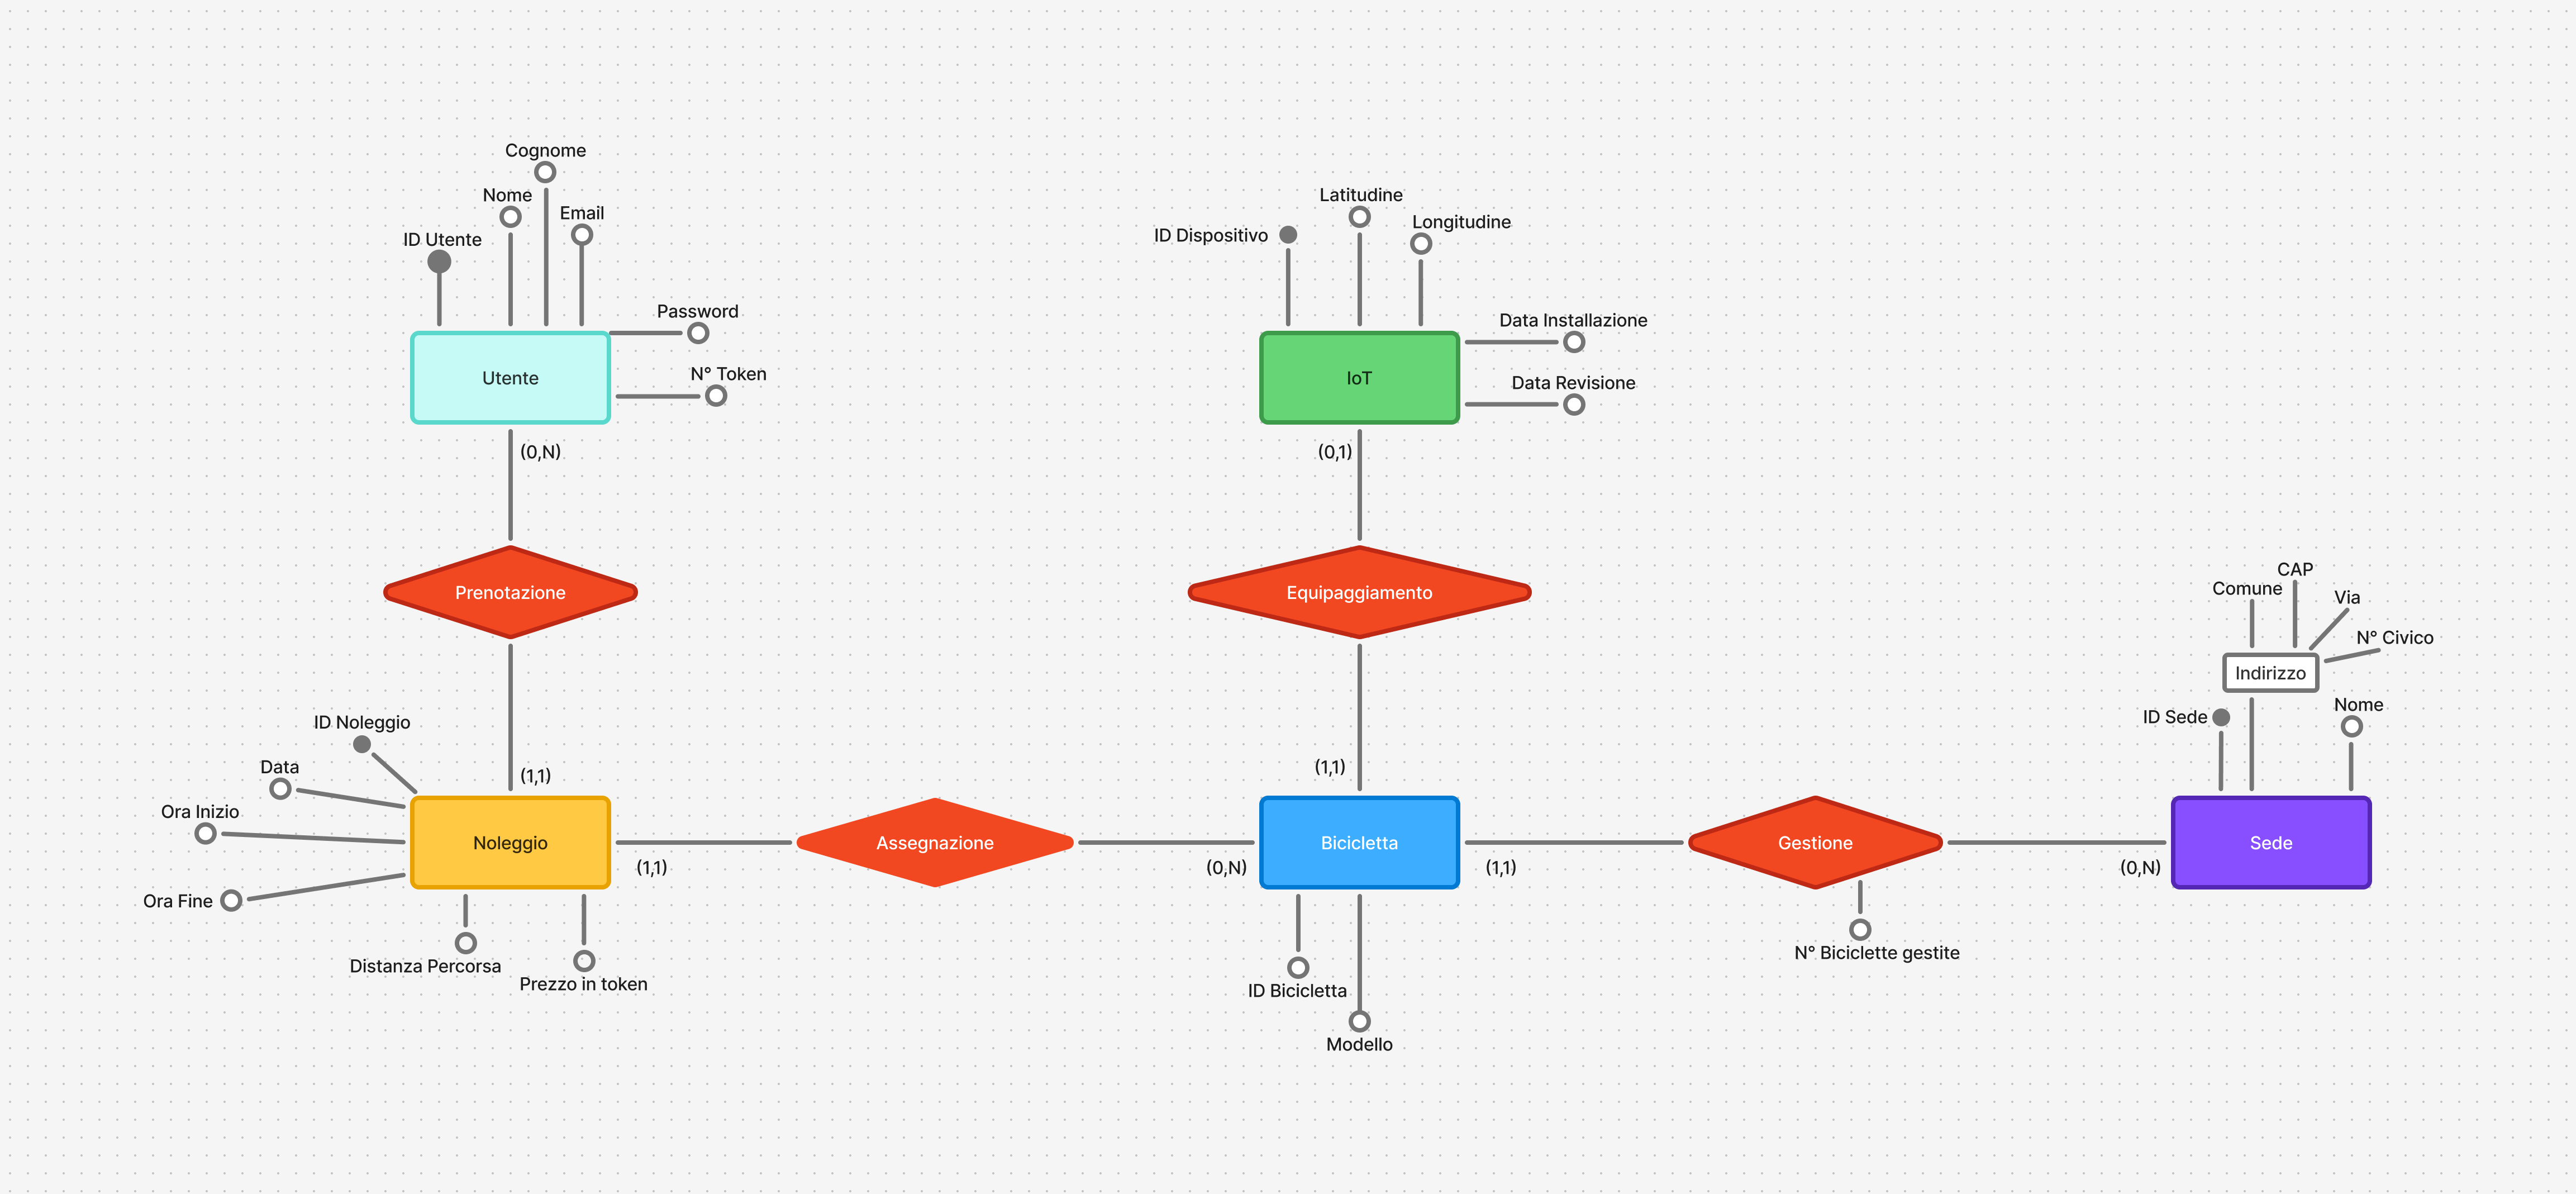 Cognome
Nome
Email
ID Utente
Password
N° Token
Utente
(0,N)
Prenotazione
(1,1)
ID Noleggio
Data
Ora Inizio
Ora Fine
Noleggio
Distanza Percorsa
Prezzo in token
(1,1)
Assegnazione
(0,N)
Latitudine
Longitudine
ID Dispositivo
Data Installazione
Data Revisione
IoT
(0,1)
Equipaggiamento
(1,1)
Bicicletta
ID Bicicletta
Modello
(1,1)
Gestione
N° Biciclette gestite
(0,N)
CAP
Comune
Via
N° Civico
Indirizzo
ID Sede
Nome
Sede